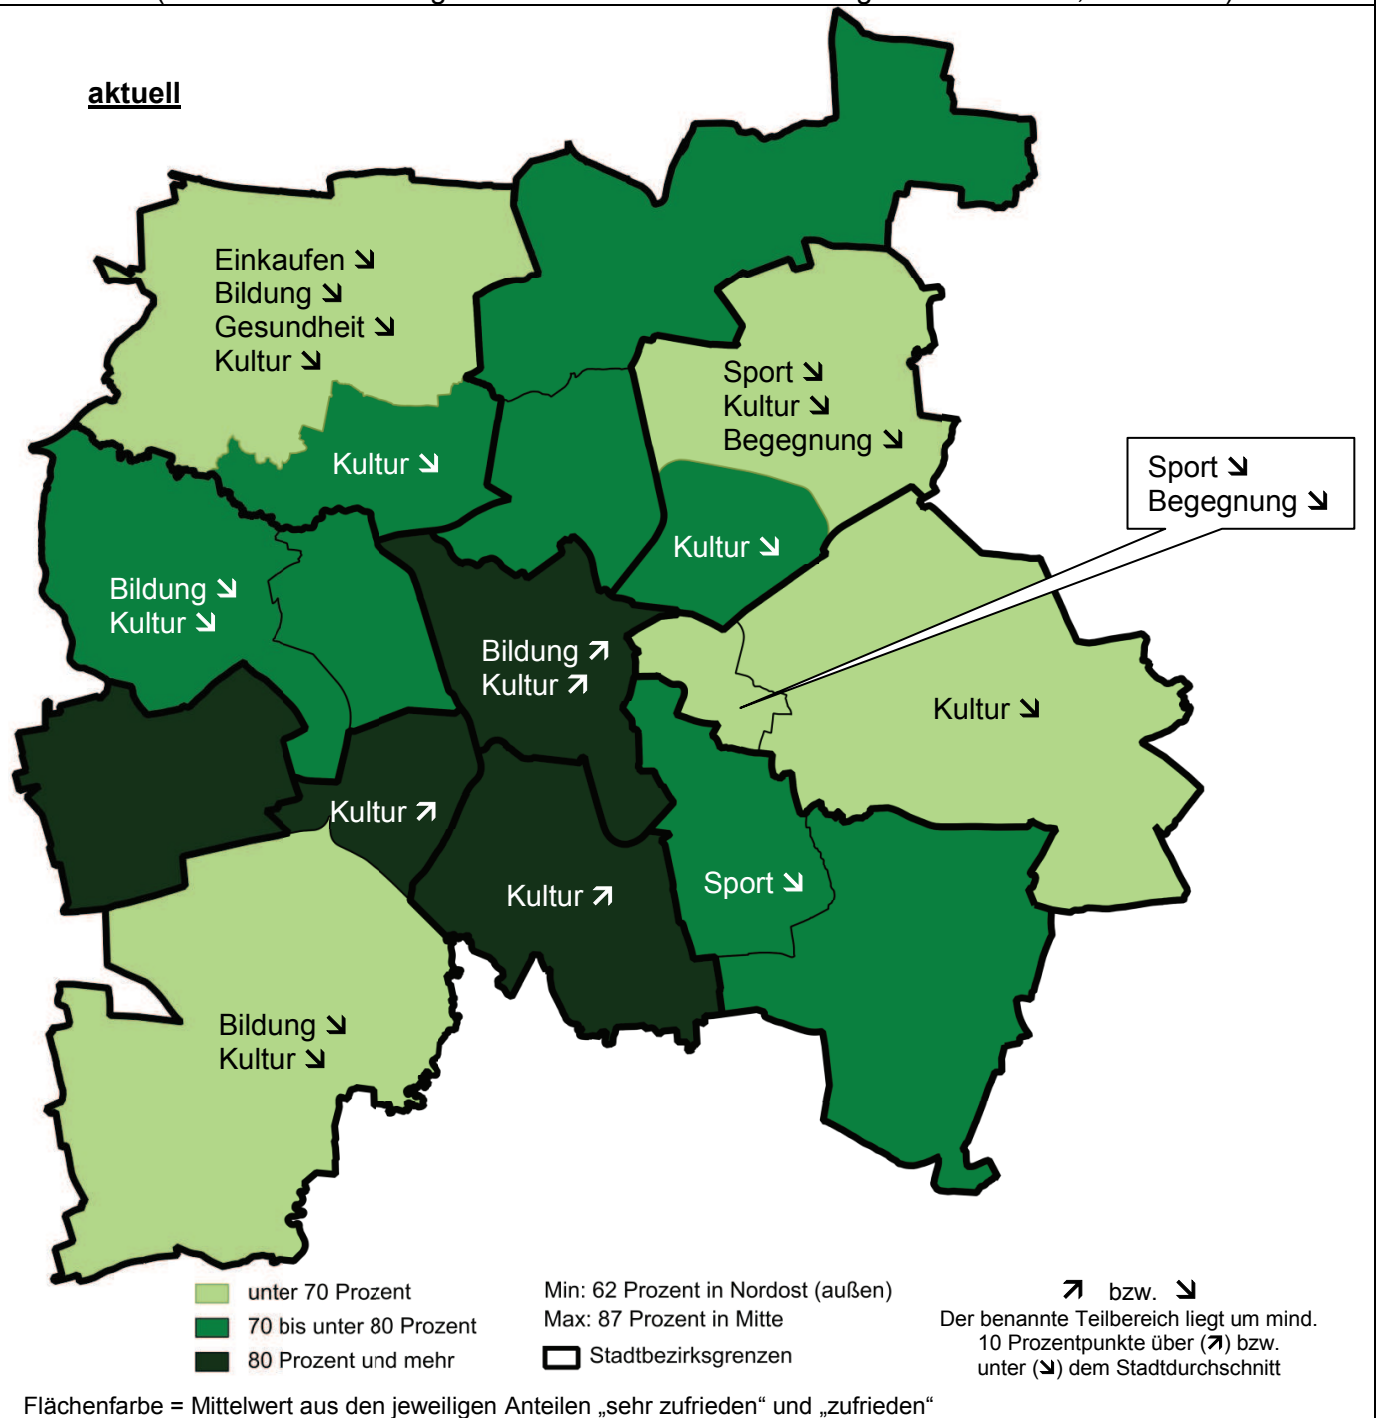 aktuell
Einkaufen ↘
Bildung ↘
Gesundheit ↘
Kultur ↘
Sport ↘
Kultur ↘
Begegnung ↘
Kultur ↘
Sport ↘
Begegnung ↘
Kultur ↘
Bildung ↘
Kultur ↘
Bildung ↗
Kultur ↗
Kultur ↘
Kultur ↗
Kultur ↗
Sport ↘
Bildung ↘
Kultur ↘
unter 70 Prozent
70 bis unter 80 Prozent
80 Prozent und mehr
Min: 62 Prozent in Nordost (außen)
Max: 87 Prozent in Mitte
Stadtbezirksgrenzen
↗ bzw. ↘
Der benannte Teilbereich liegt um mind.
10 Prozentpunkte über (↗) bzw.
unter (↘) dem Stadtdurchschnitt
Flächenfarbe = Mittelwert aus den jeweiligen Anteilen „sehr zufrieden“ und „zufrieden“